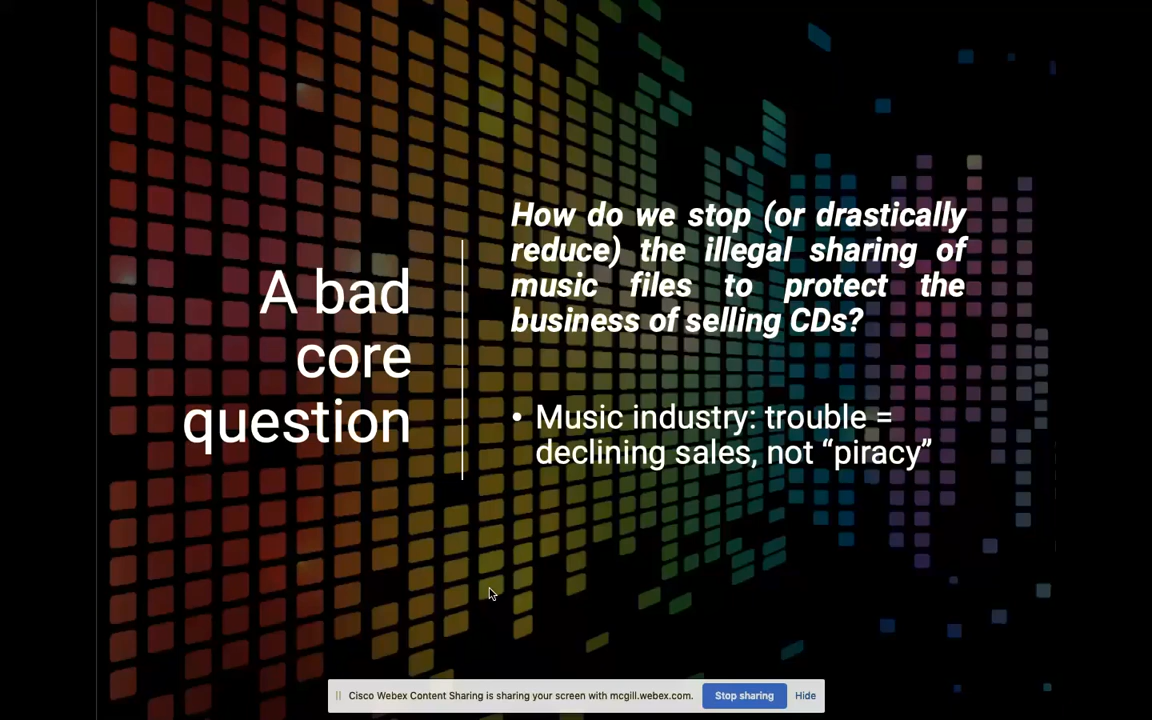 A bad
core
question
How do we stop (or drastically
reduce) the illegal sharing of
music files to protect the
business of selling CDs?
• Music industry: trouble =
declining sales, not “piracy”
Cisco Webex Content Sharing is sharing your screen with mcgill.webex.com.
Stop sharing
Hide